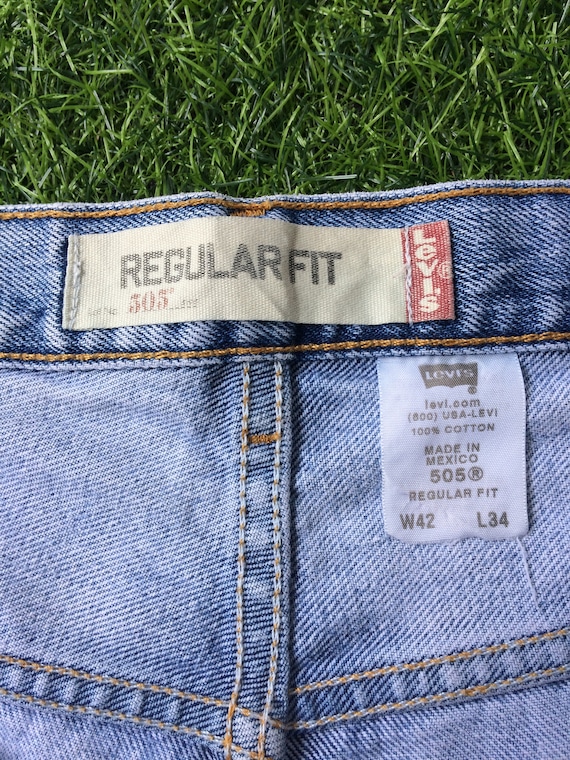 REGULAR FIT
505
LEVI'S
®
LEVI'S
®
levi.com
(800) USA-LEVI
100% COTTON
MADE IN
MEXICO
505®
REGULAR FIT
W42 L34